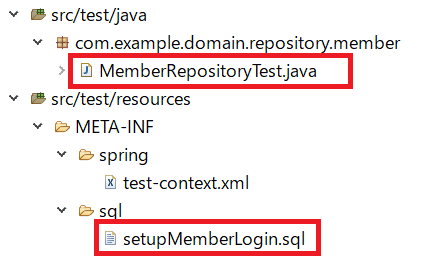 src/test/java
com.example.domain.repository.member
MemberRepositoryTest.java
src/test/resources
META-INF
spring
test-context.xml
sql
setupMemberLogin.sql